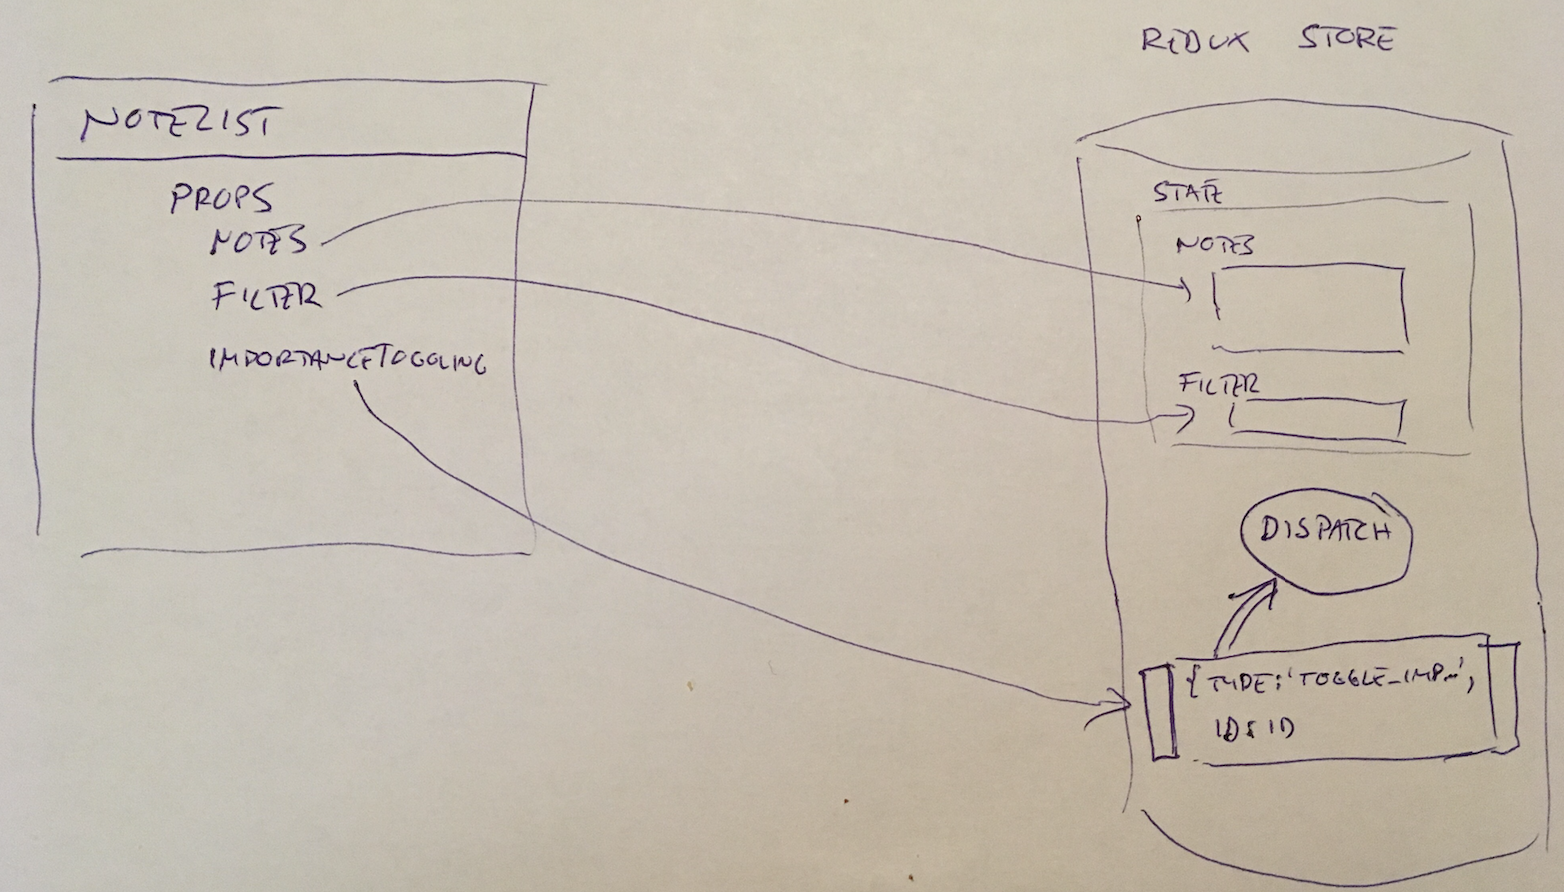 REDUX STORE
NOTELIST
PROPS
NOTES
FILTER
IMPORTANCETOGGLING
STATE
NOTES
FILTER
DISPATCH
{ TYPE: 'TOGGLE_IMP…',
ID: ID